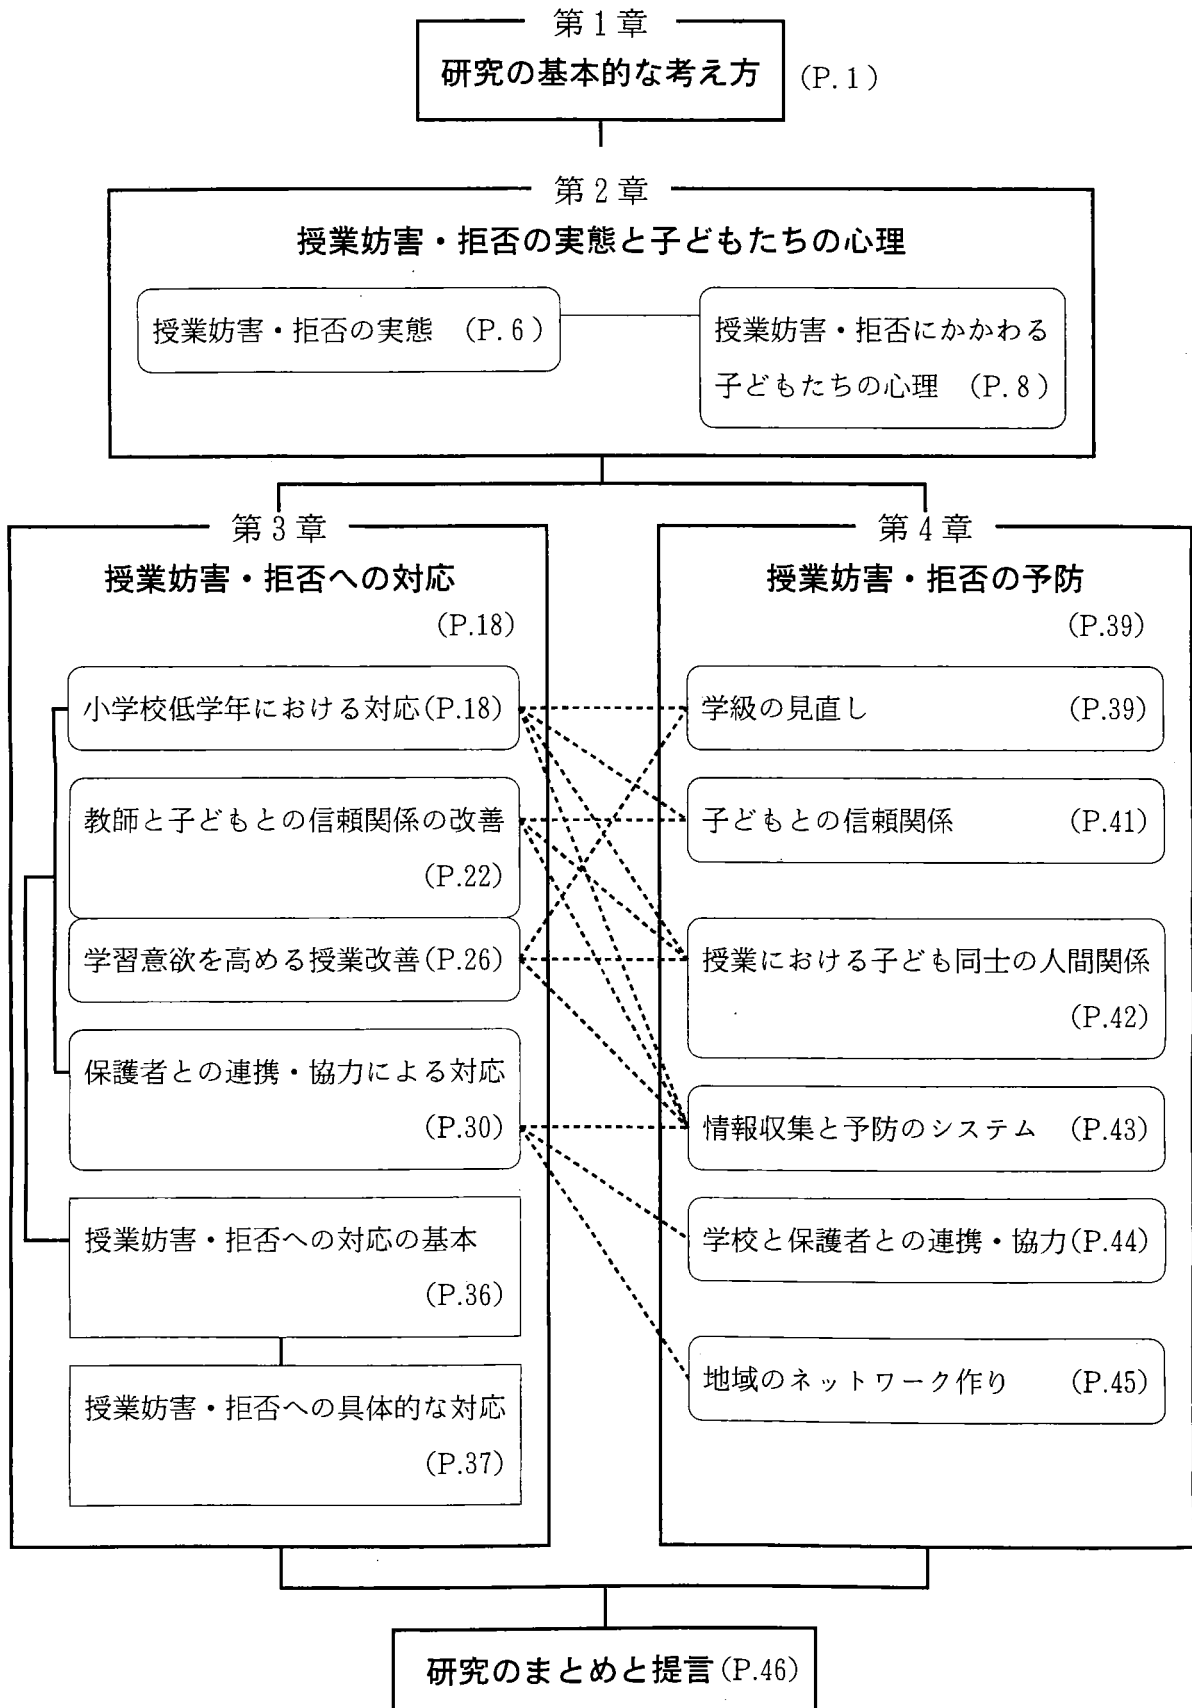 第1章
研究の基本的な考え方 (P.1)
第2章
授業妨害・拒否の実態と子どもたちの心理
授業妨害・拒否の実態 (P.6)
授業妨害・拒否にかかわる
子どもたちの心理 (P.8)
第3章
授業妨害・拒否への対応
(P.18)
小学校低学年における対応(P.18)
教師と子どもとの信頼関係の改善
(P.22)
学習意欲を高める授業改善(P.26)
保護者との連携・協力による対応
(P.30)
授業妨害・拒否への対応の基本
(P.36)
授業妨害・拒否への具体的な対応
(P.37)
第4章
授業妨害・拒否の予防
(P.39)
学級の見直し (P.39)
子どもとの信頼関係 (P.41)
授業における子ども同士の人間関係
(P.42)
情報収集と予防のシステム (P.43)
学校と保護者との連携・協力(P.44)
地域のネットワーク作り (P.45)
研究のまとめと提言(P.46)